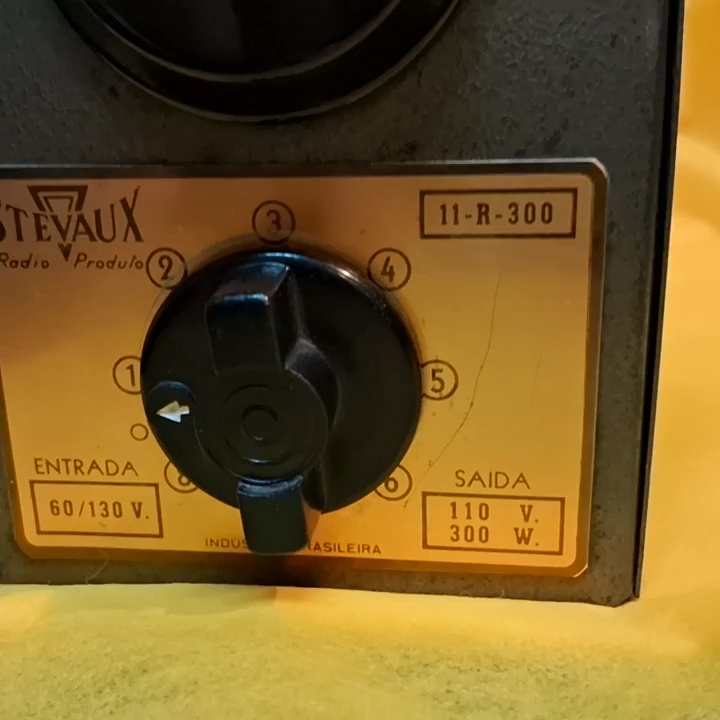 STEVAUX
Radio Produto
11-R-300
3
2
4
1
5
6
ENTRADA
60/130 V.
SAIDA
110 V.
300 W.